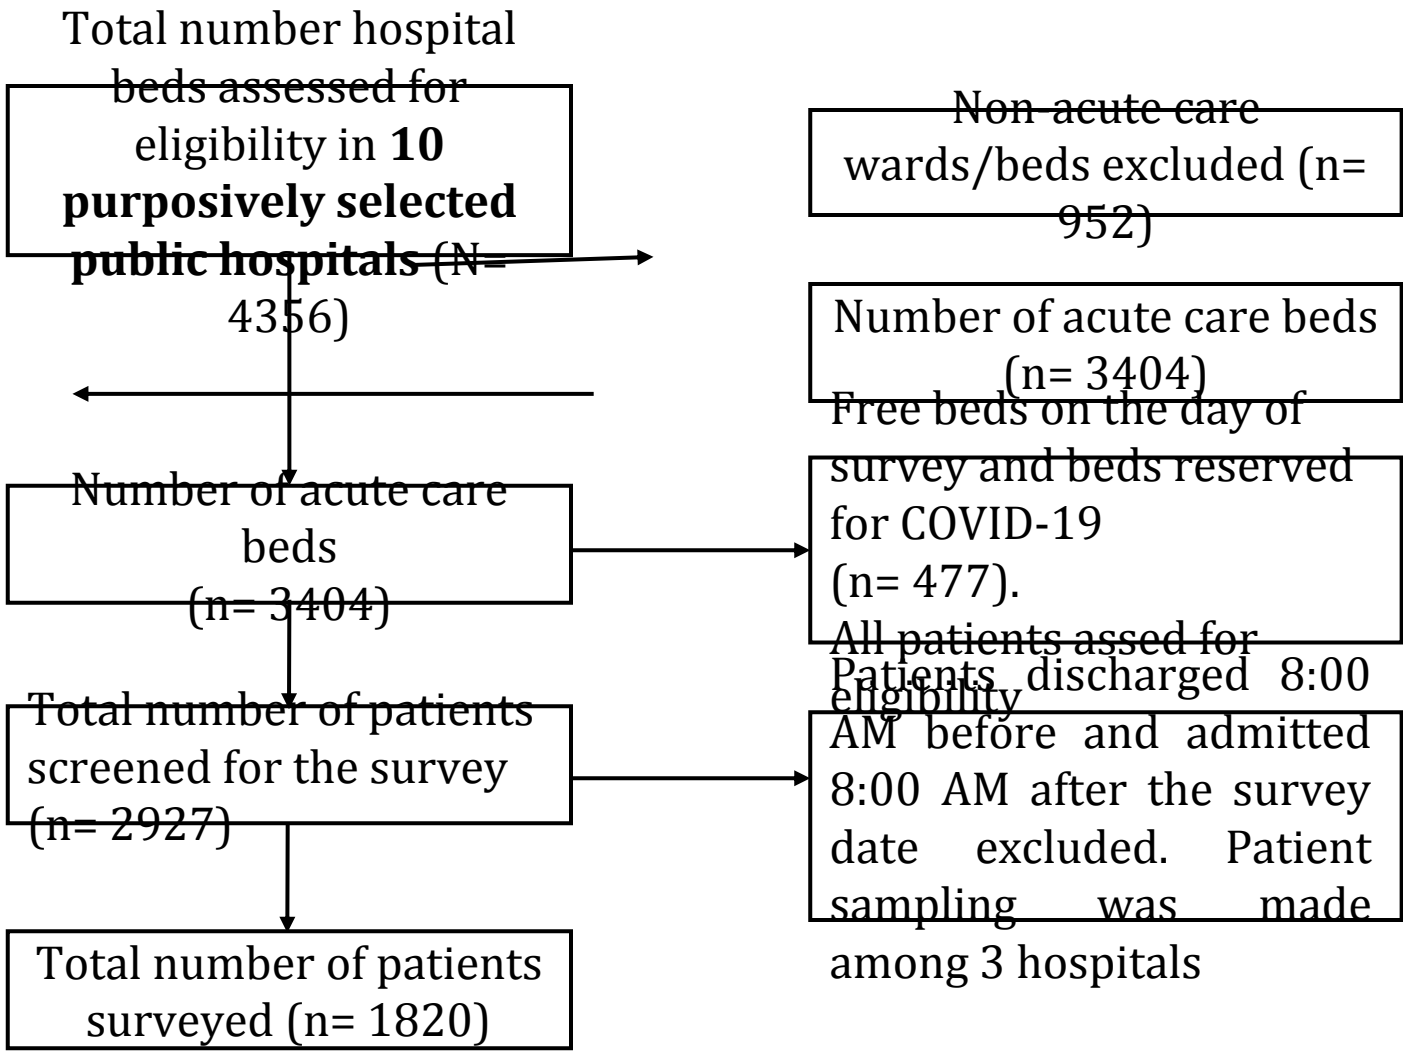 Total number hospital
beds assessed for
eligibility in 10
purposively selected
public hospitals (N=
4356)
Non-acute care
wards/beds excluded (n=
952)
Number of acute care beds
(n= 3404)
Number of acute care
beds
(n= 3404)
Free beds on the day of
survey and beds reserved
for COVID-19
(n= 477).
All patients assed for
eligibility
Total number of patients
screened for the survey
(n= 2927)
Patients discharged 8:00
AM before and admitted
8:00 AM after the survey
date excluded. Patient
sampling was made
among 3 hospitals
Total number of patients
surveyed (n= 1820)